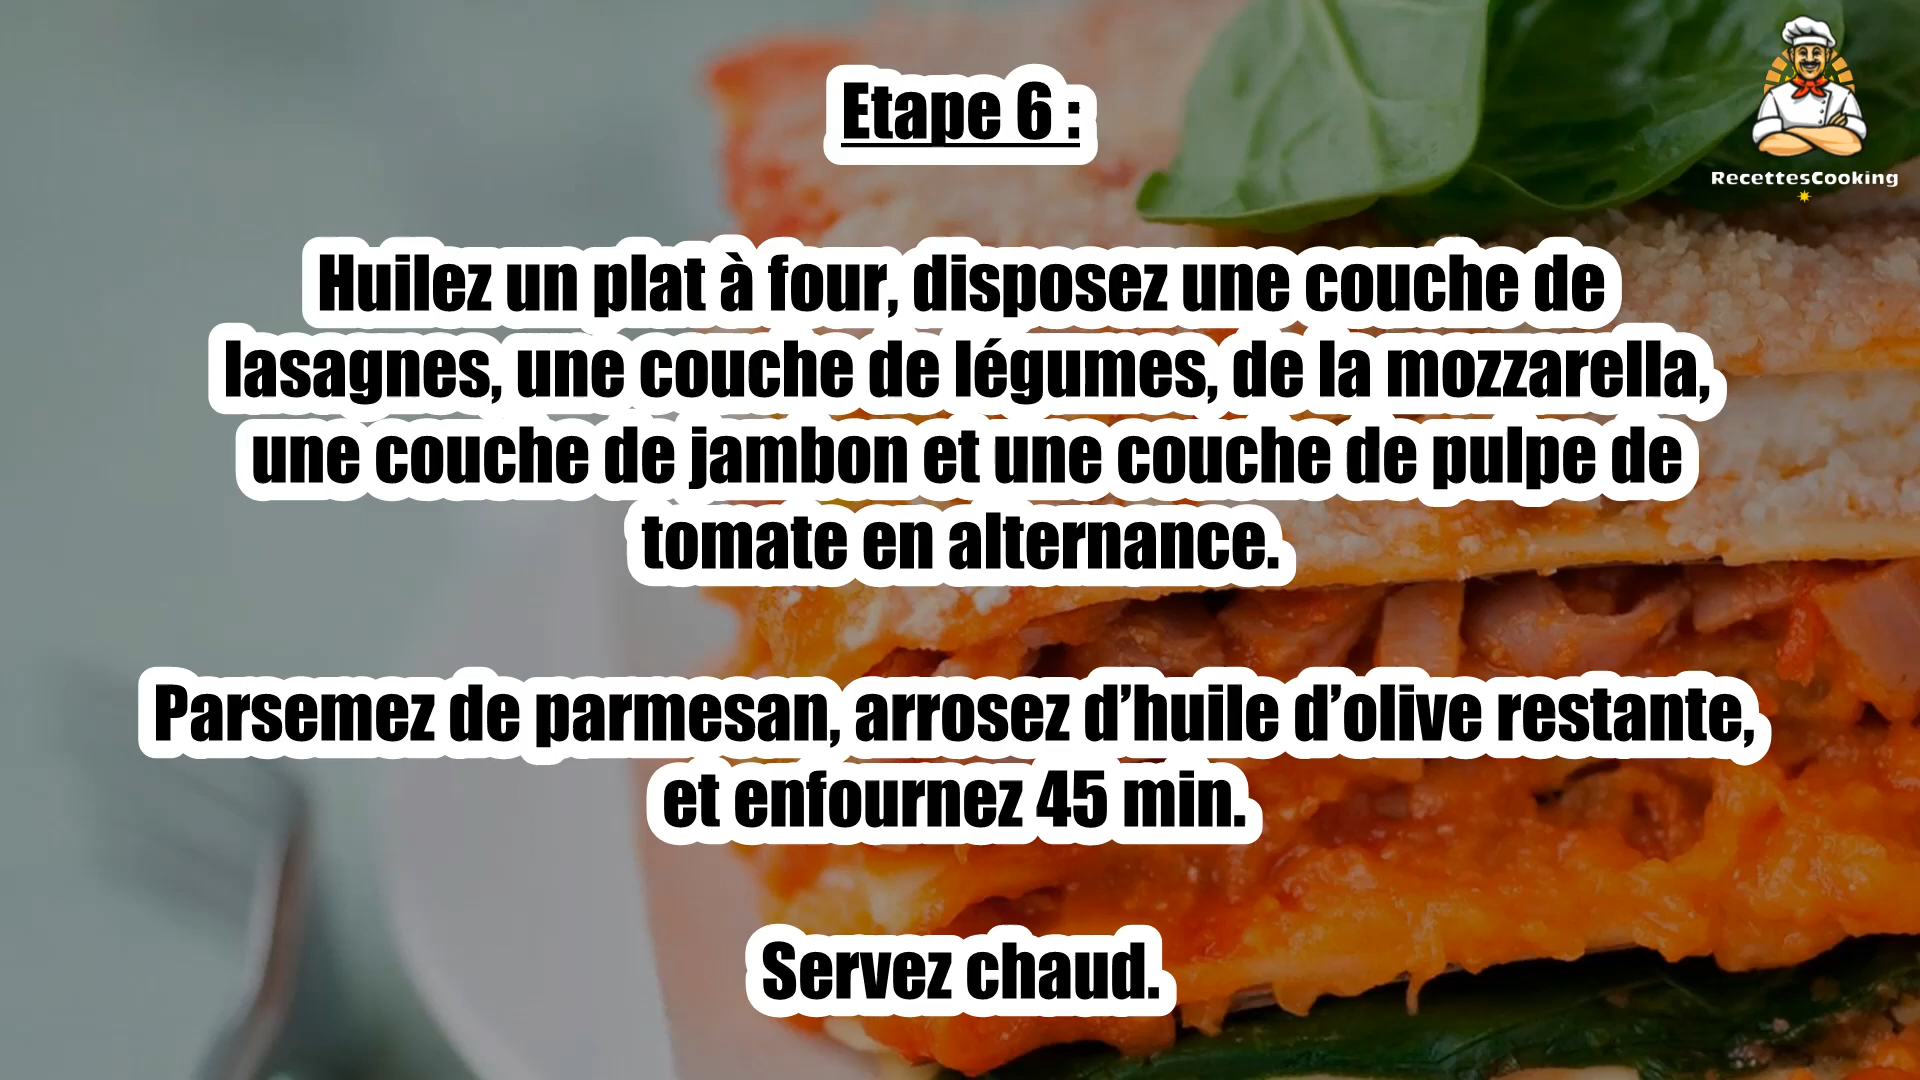 Etape 6 :
RecettesCooking
Huilez un plat à four, disposez une couche de
lasagnes, une couche de légumes, de la mozzarella,
une couche de jambon et une couche de pulpe de
tomate en alternance.
Parsemez de parmesan, arrosez d’huile d’olive restante,
et enfournez 45 min.
Servez chaud.